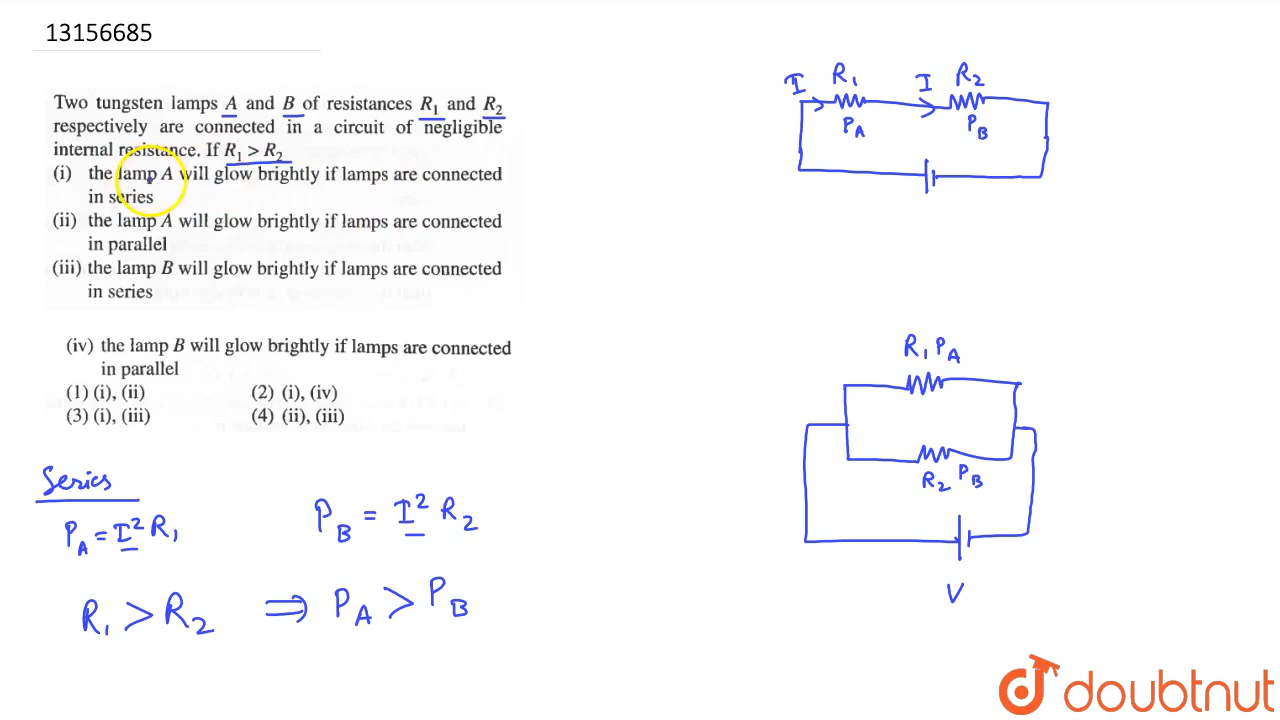 13156685
Two tungsten lamps A and B of resistances R₁ and R₂
respectively are connected in a circuit of negligible
internal resistance. If R₁ > R₂
(i) the lamp A will glow brightly if lamps are connected
in series
(ii) the lamp A will glow brightly if lamps are connected
in parallel
(iii) the lamp B will glow brightly if lamps are connected
in series
(iv) the lamp B will glow brightly if lamps are connected
in parallel
(1) (i), (ii) (2) (i), (iv)
(3) (i), (iii) (4) (ii), (iii)
Series
P_A = I² R₁ P_B = I² R₂
R₁ > R₂ ⇒ P_A > P_B
I R₁ I R₂
P_A P_B
R₁ P_A
R₂ P_B
V
doubtnut